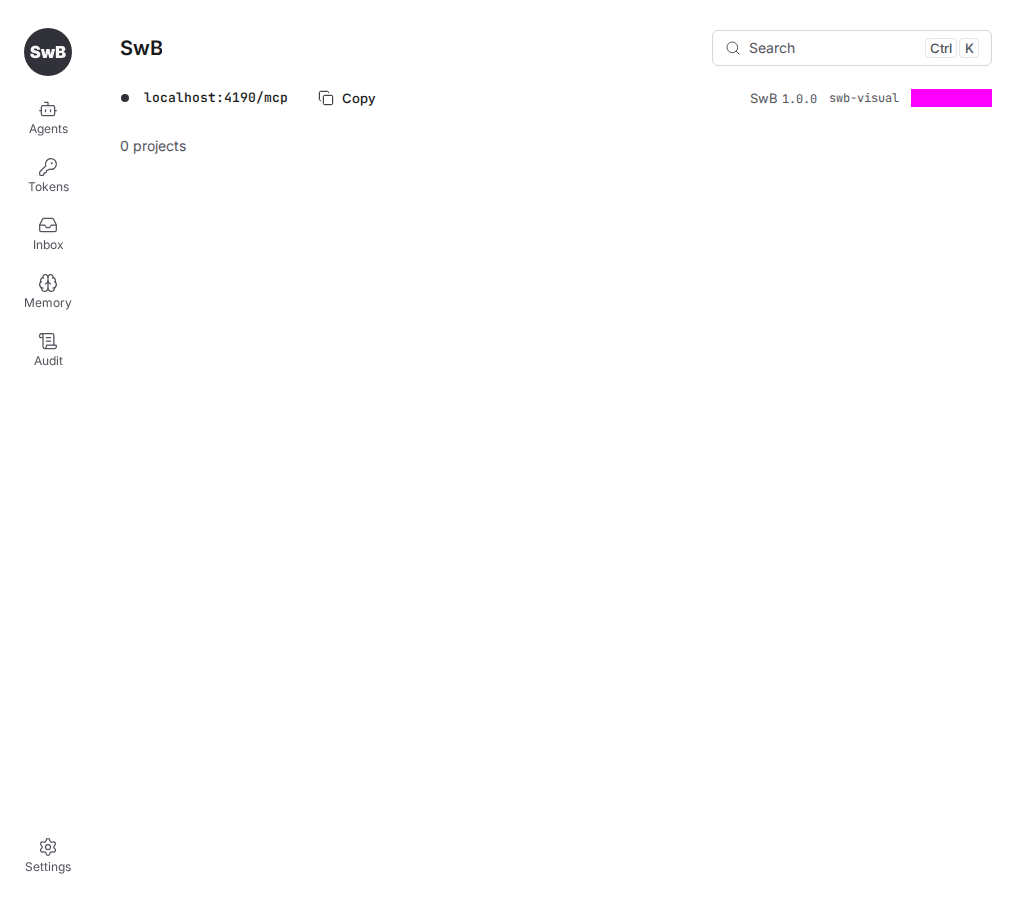 SwB
SwB
Search
Ctrl K
localhost:4190/mcp
Copy
SwB 1.0.0
swb-visual
0 projects
Agents
Tokens
Inbox
Memory
Audit
Settings